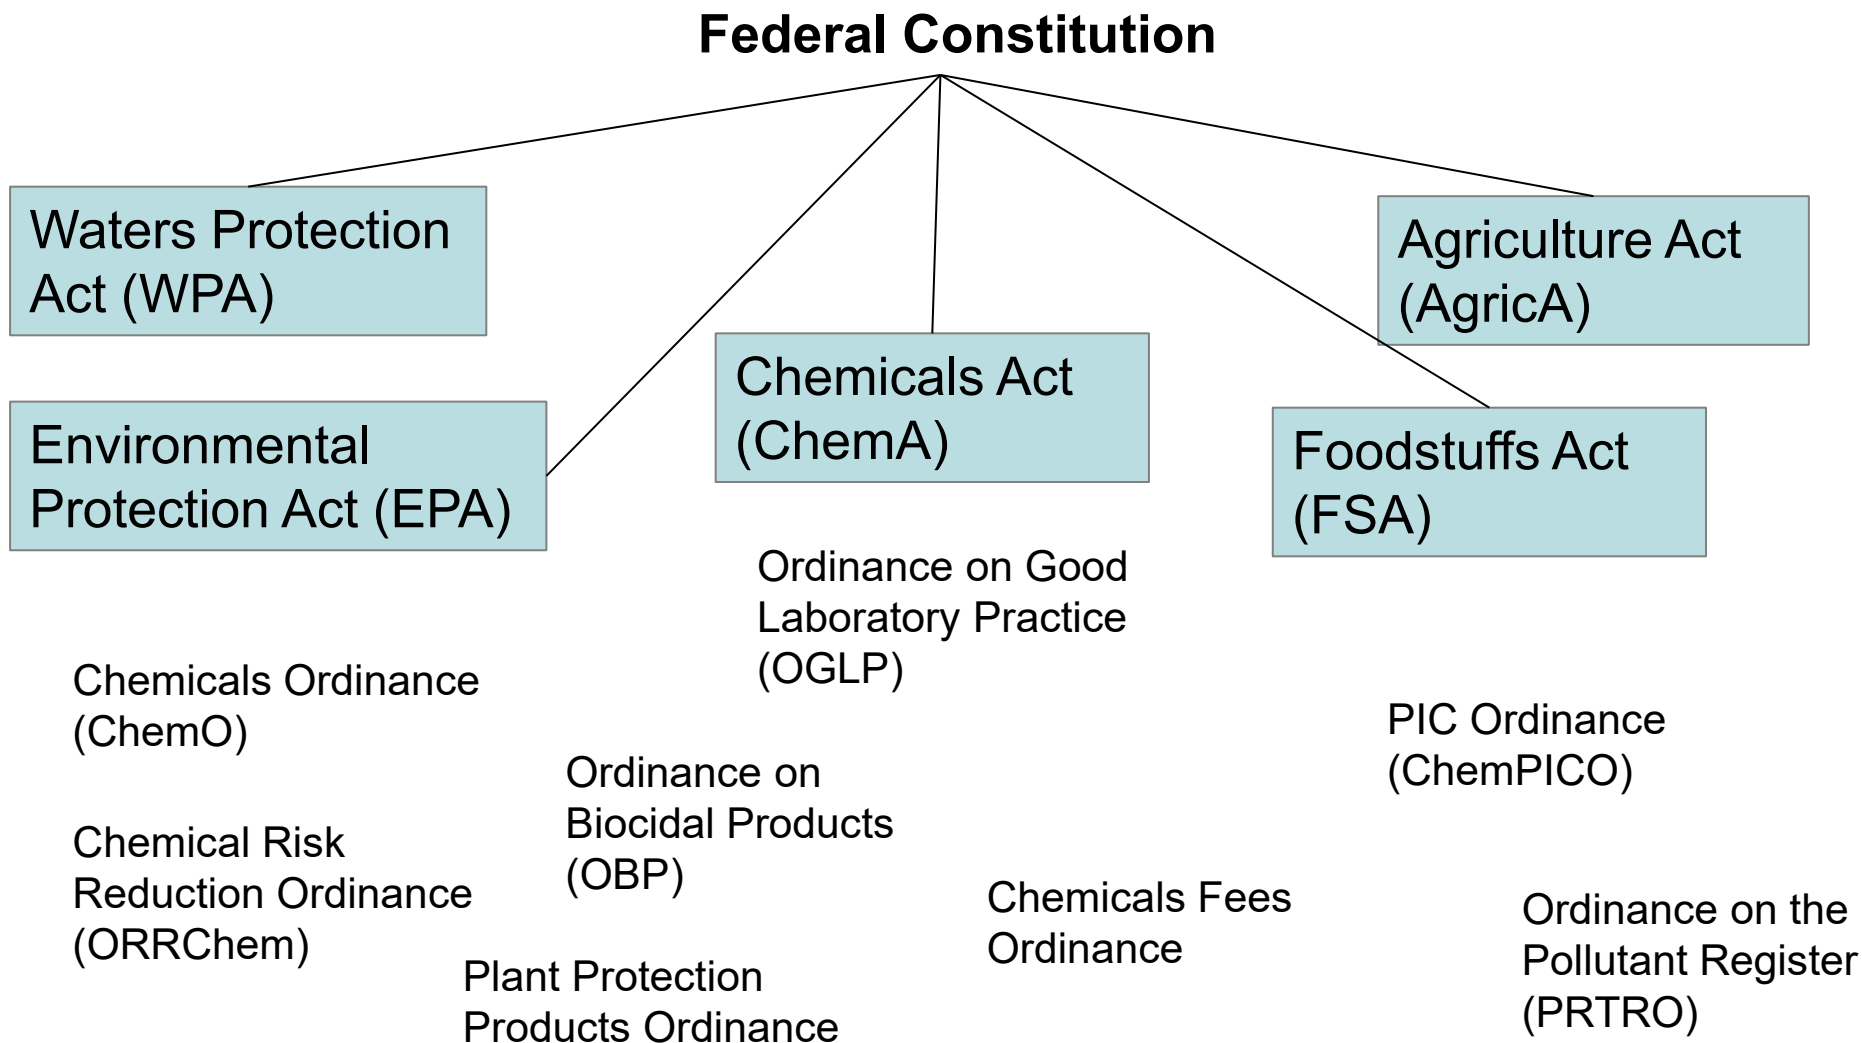 Federal Constitution
Waters Protection
Act (WPA)
Agriculture Act
(AgricA)
Chemicals Act
(ChemA)
Environmental
Protection Act (EPA)
Foodstuffs Act
(FSA)
Ordinance on Good
Laboratory Practice
(OGLP)
Chemicals Ordinance
(ChemO)
PIC Ordinance
(ChemPICO)
Ordinance on
Biocidal Products
(OBP)
Chemical Risk
Reduction Ordinance
(ORRChem)
Chemicals Fees
Ordinance
Ordinance on the
Pollutant Register
(PRTRO)
Plant Protection
Products Ordinance